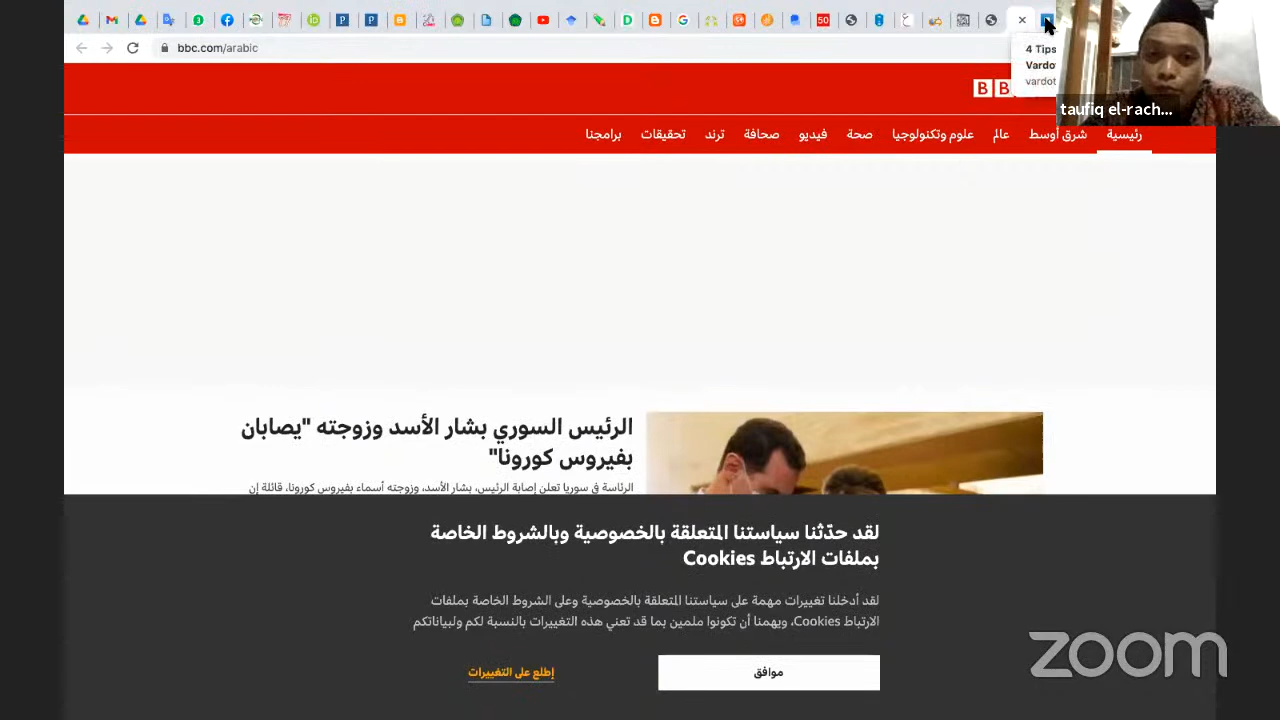 50
bbc.com/arabic
4 Tips
Vardo
vardot
taufiq el-rach...
رئيسية
شرق أوسط
عالم
علوم وتكنولوجيا
صحة
فيديو
صحافة
ترند
تحقيقات
برامجنا
الرئيس السوري بشار الأسد وزوجته "يصابان
بفيروس كورونا"
الرئاسة في سوريا تعلن إصابة الرئيس، بشار الأسد، وزوجته أسماء بفيروس كورونا، قائلة إن
لقد حدّثنا سياستنا المتعلقة بالخصوصية وبالشروط الخاصة
بملفات الارتباط Cookies
لقد أدخلنا تغييرات مهمة على سياستنا المتعلقة بالخصوصية وعلى الشروط الخاصة بملفات
الارتباط Cookies، ويهمنا أن تكونوا ملمين بما قد تعني هذه التغييرات بالنسبة لكم ولبياناتكم
موافق
إطلع على التغييرات
zoom